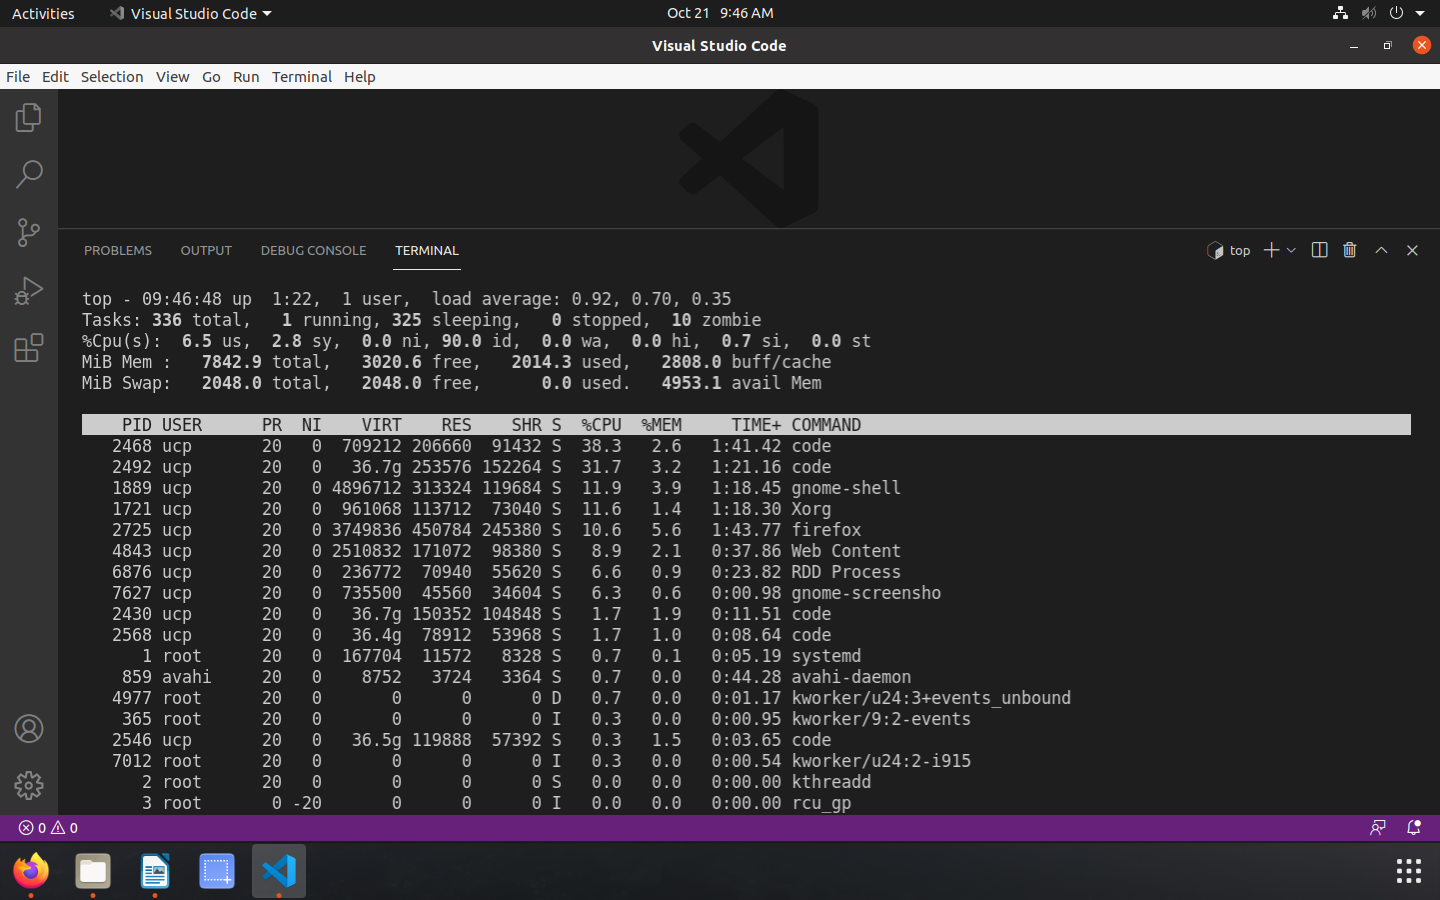 Activities Visual Studio Code Oct 21 9:46 AM
Visual Studio Code
File Edit Selection View Go Run Terminal Help
PROBLEMS OUTPUT DEBUG CONSOLE TERMINAL top
top - 09:46:48 up 1:22, 1 user, load average: 0.92, 0.70, 0.35
Tasks: 336 total, 1 running, 325 sleeping, 0 stopped, 10 zombie
%Cpu(s): 6.5 us, 2.8 sy, 0.0 ni, 90.0 id, 0.0 wa, 0.0 hi, 0.7 si, 0.0 st
MiB Mem : 7842.9 total, 3020.6 free, 2014.3 used, 2808.0 buff/cache
MiB Swap: 2048.0 total, 2048.0 free, 0.0 used. 4953.1 avail Mem
PID USER PR NI VIRT RES SHR S %CPU %MEM TIME+ COMMAND
2468 ucp 20 0 709212 206660 91432 S 38.3 2.6 1:41.42 code
2492 ucp 20 0 36.7g 253576 152264 S 31.7 3.2 1:21.16 code
1889 ucp 20 0 4896712 313324 119684 S 11.9 3.9 1:18.45 gnome-shell
1721 ucp 20 0 961068 113712 73040 S 11.6 1.4 1:18.30 Xorg
2725 ucp 20 0 3749836 450784 245380 S 10.6 5.6 1:43.77 firefox
4843 ucp 20 0 2510832 171072 98380 S 8.9 2.1 0:37.86 Web Content
6876 ucp 20 0 236772 70940 55620 S 6.6 0.9 0:23.82 RDD Process
7627 ucp 20 0 735500 45560 34604 S 6.3 0.6 0:00.98 gnome-screensho
2430 ucp 20 0 36.7g 150352 104848 S 1.7 1.9 0:11.51 code
2568 ucp 20 0 36.4g 78912 53968 S 1.7 1.0 0:08.64 code
1 root 20 0 167704 11572 8328 S 0.7 0.1 0:05.19 systemd
859 avahi 20 0 8752 3724 3364 S 0.7 0.0 0:44.28 avahi-daemon
4977 root 20 0 0 0 0 D 0.7 0.0 0:01.17 kworker/u24:3+events_unbound
365 root 20 0 0 0 0 I 0.3 0.0 0:00.95 kworker/9:2-events
2546 ucp 20 0 36.5g 119888 57392 S 0.3 1.5 0:03.65 code
7012 root 20 0 0 0 0 I 0.3 0.0 0:00.54 kworker/u24:2-i915
2 root 20 0 0 0 0 S 0.0 0.0 0:00.00 kthreadd
3 root 0 -20 0 0 0 I 0.0 0.0 0:00.00 rcu_gp
0 0